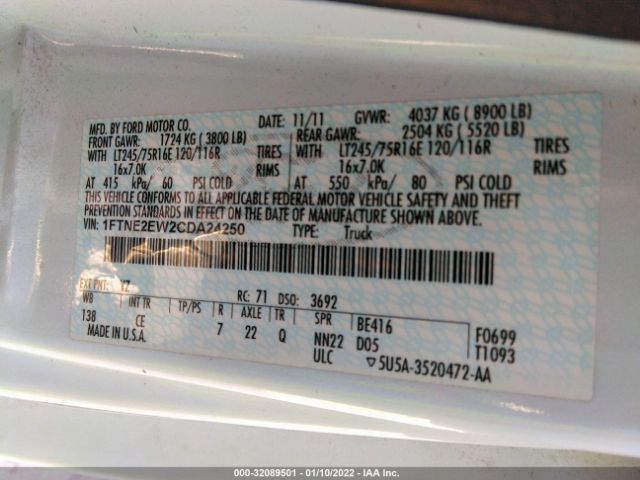 MFD. BY FORD MOTOR CO. DATE: 11/11 GVWR: 4037 KG ( 8900 LB)
FRONT GAWR: 1724 KG ( 3800 LB) REAR GAWR: 2504 KG ( 5520 LB)
WITH LT245/75R16E 120/116R TIRES WITH LT245/75R16E 120/116R TIRES
16x7.0K RIMS 16x7.0K RIMS
AT 415 kPa/ 60 PSI COLD AT 550 kPa/ 80 PSI COLD
THIS VEHICLE CONFORMS TO ALL APPLICABLE FEDERAL MOTOR VEHICLE SAFETY AND THEFT
PREVENTION STANDARDS IN EFFECT ON THE DATE OF MANUFACTURE SHOWN ABOVE.
VIN: 1FTNE2EW2CDA24250 TYPE: Truck
EXT PNT: YZ RC: 71 DSO: 3692
WB INT TR TP/PS R AXLE TR SPR BE416 F0699
138 CE 7 22 Q NN22 D05 T1093
MADE IN U.S.A. ULC ▽5U5A-3520472-AA
000-32089501 - 01/10/2022 - IAA Inc.